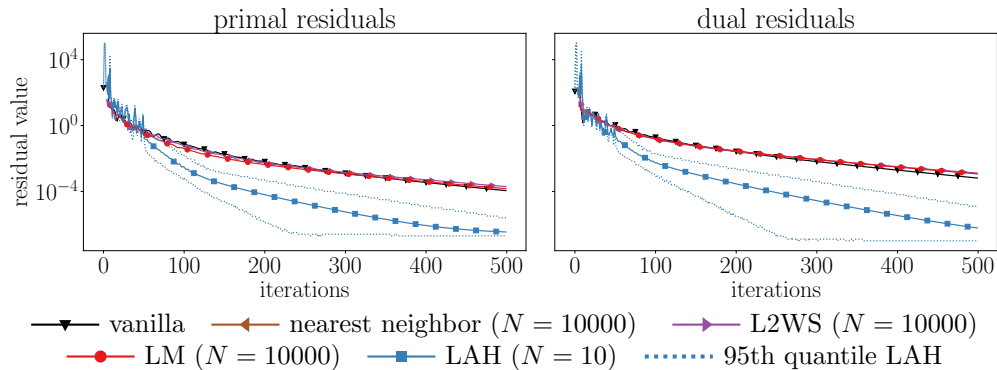 primal residuals
dual residuals
residual value
10^4
10^0
10^{-4}
0 100 200 300 400 500
0 100 200 300 400 500
iterations
iterations
vanilla
nearest neighbor (N = 10000)
L2WS (N = 10000)
LM (N = 10000)
LAH (N = 10)
95th quantile LAH